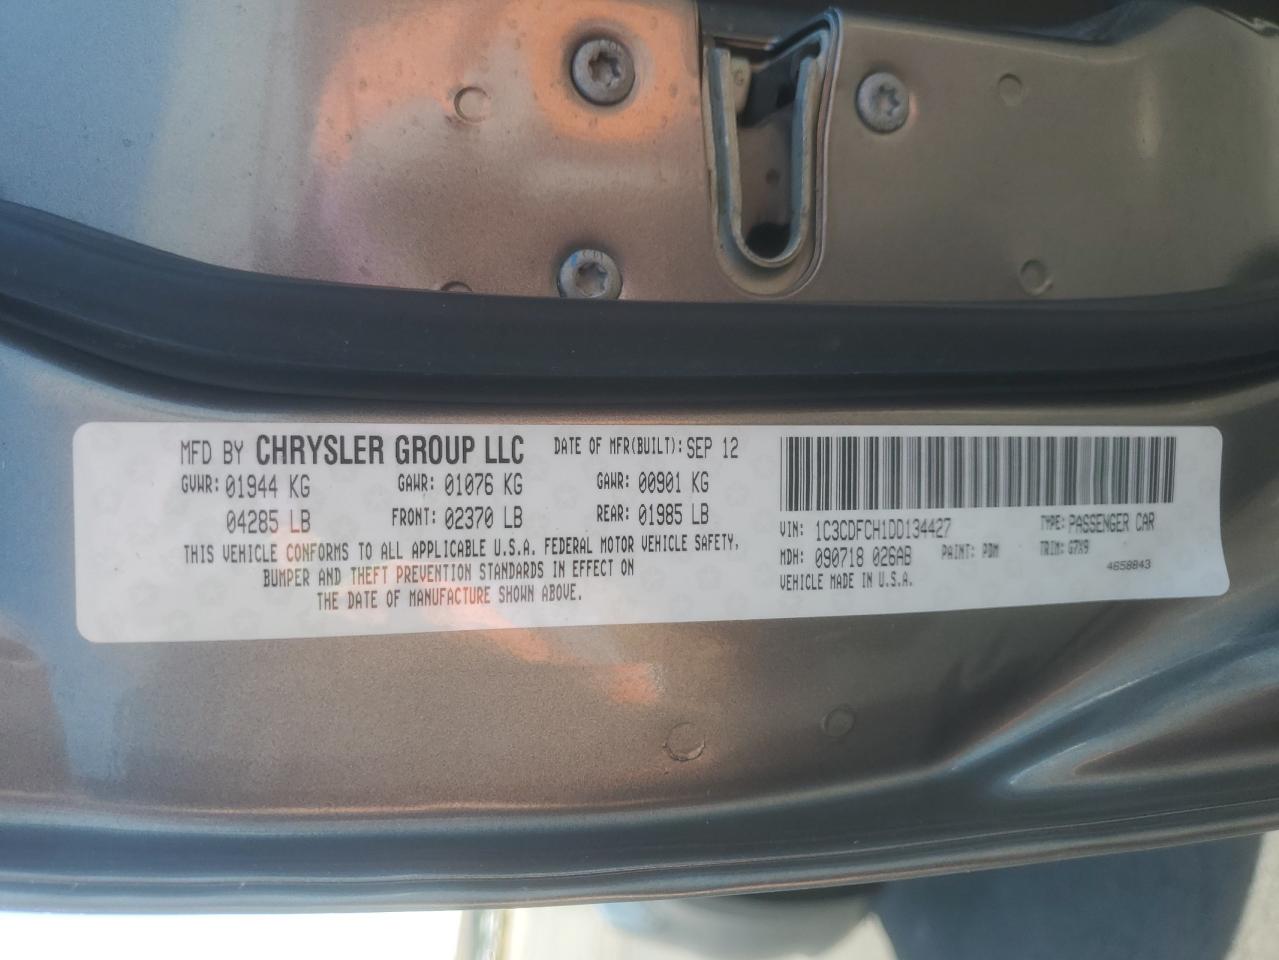 MFD BY CHRYSLER GROUP LLC DATE OF MFR(BUILT): SEP 12
GVWR: 01944 KG GAWR: 01076 KG GAWR: 00901 KG
04285 LB FRONT: 02370 LB REAR: 01985 LB
THIS VEHICLE CONFORMS TO ALL APPLICABLE U.S.A. FEDERAL MOTOR VEHICLE SAFETY,
BUMPER AND THEFT PREVENTION STANDARDS IN EFFECT ON
THE DATE OF MANUFACTURE SHOWN ABOVE.
VIN: 1C3CDFCH1DD134427 TYPE: PASSENGER CAR
MDH: 090718 026AB PAINT: PDM TRIM: G7X9
VEHICLE MADE IN U.S.A. 4658843